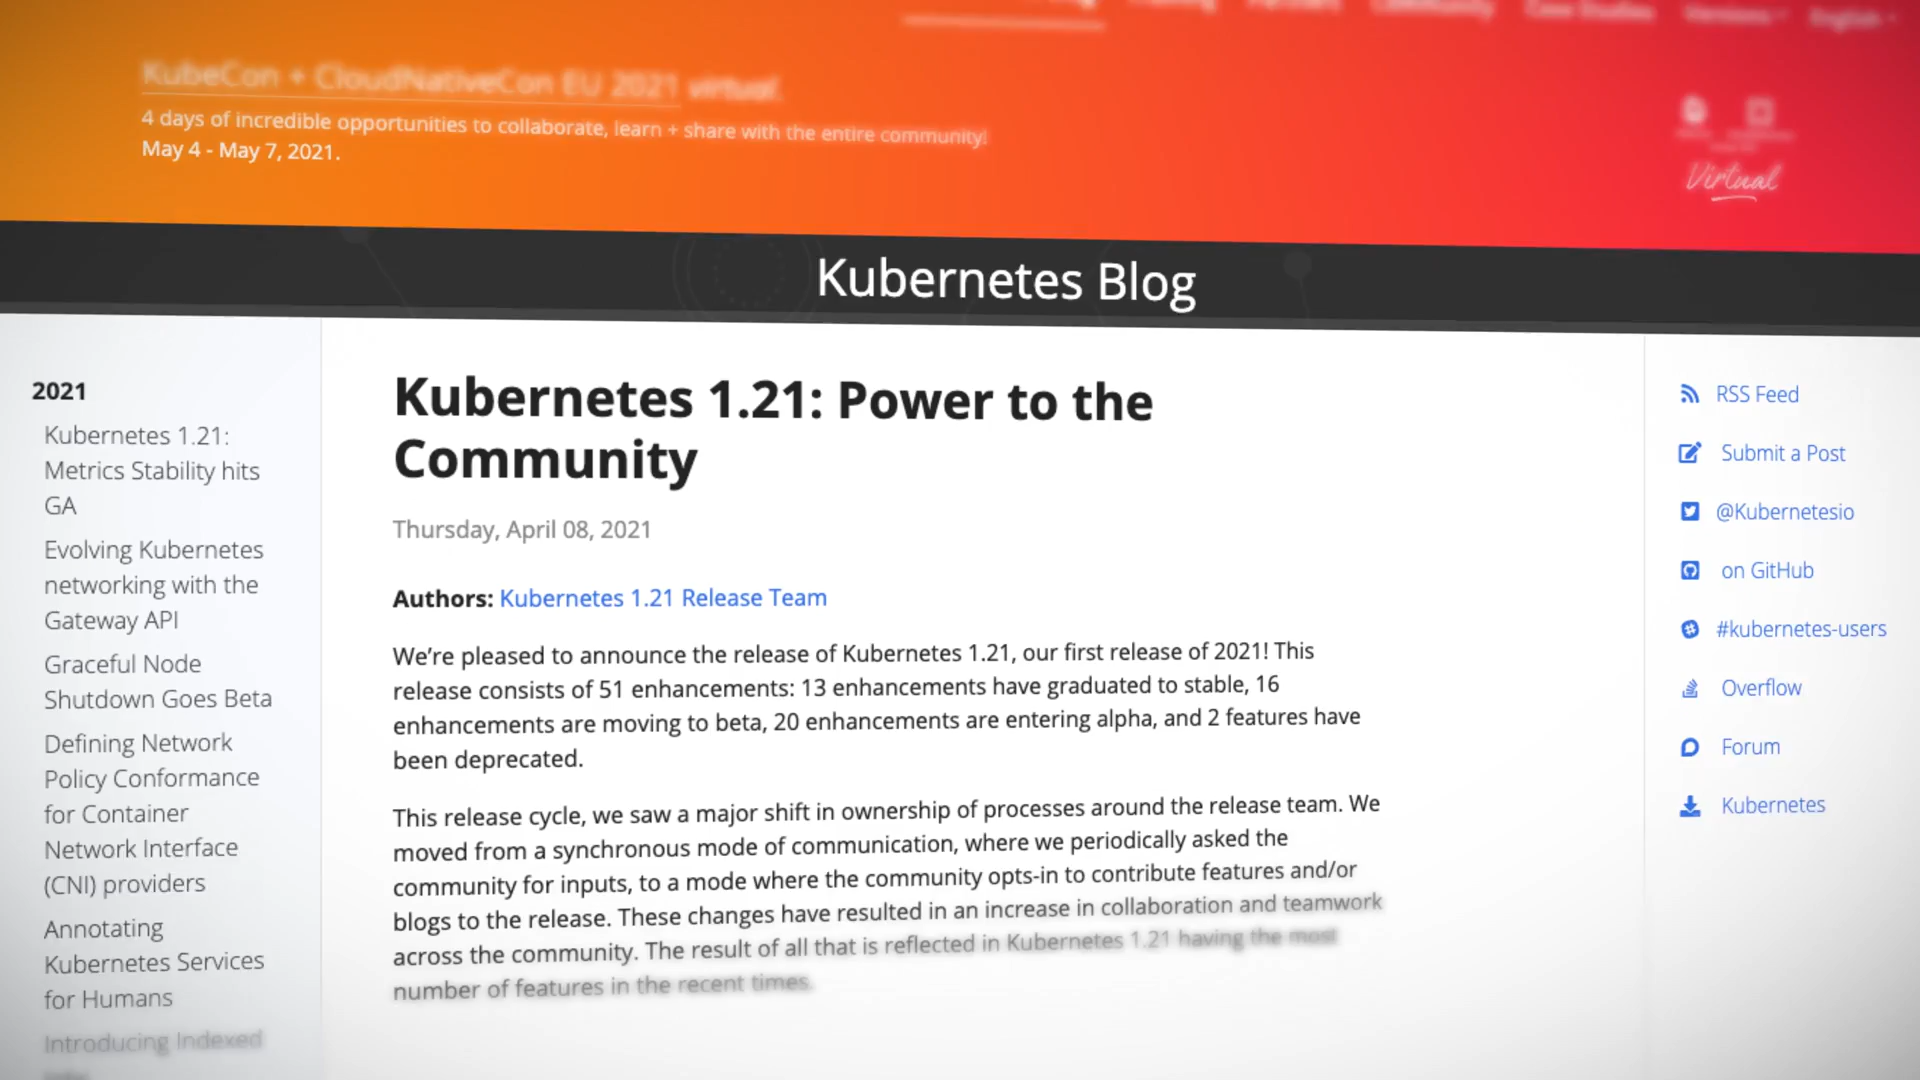 Partners Community Case Studies Versions English
KubeCon + CloudNativeCon EU 2021 virtual.
4 days of incredible opportunities to collaborate, learn + share with the entire community!
May 4 - May 7, 2021.
Virtual
Kubernetes Blog
2021
Kubernetes 1.21:
Metrics Stability hits
GA
Evolving Kubernetes
networking with the
Gateway API
Graceful Node
Shutdown Goes Beta
Defining Network
Policy Conformance
for Container
Network Interface
(CNI) providers
Annotating
Kubernetes Services
for Humans
Introducing Indexed
Kubernetes 1.21: Power to the
Community
Thursday, April 08, 2021
Authors: Kubernetes 1.21 Release Team
We’re pleased to announce the release of Kubernetes 1.21, our first release of 2021! This
release consists of 51 enhancements: 13 enhancements have graduated to stable, 16
enhancements are moving to beta, 20 enhancements are entering alpha, and 2 features have
been deprecated.
This release cycle, we saw a major shift in ownership of processes around the release team. We
moved from a synchronous mode of communication, where we periodically asked the
community for inputs, to a mode where the community opts-in to contribute features and/or
blogs to the release. These changes have resulted in an increase in collaboration and teamwork
across the community. The result of all that is reflected in Kubernetes 1.21 having the most
number of features in the recent times.
RSS Feed
Submit a Post
@Kubernetesio
on GitHub
#kubernetes-users
Overflow
Forum
Kubernetes